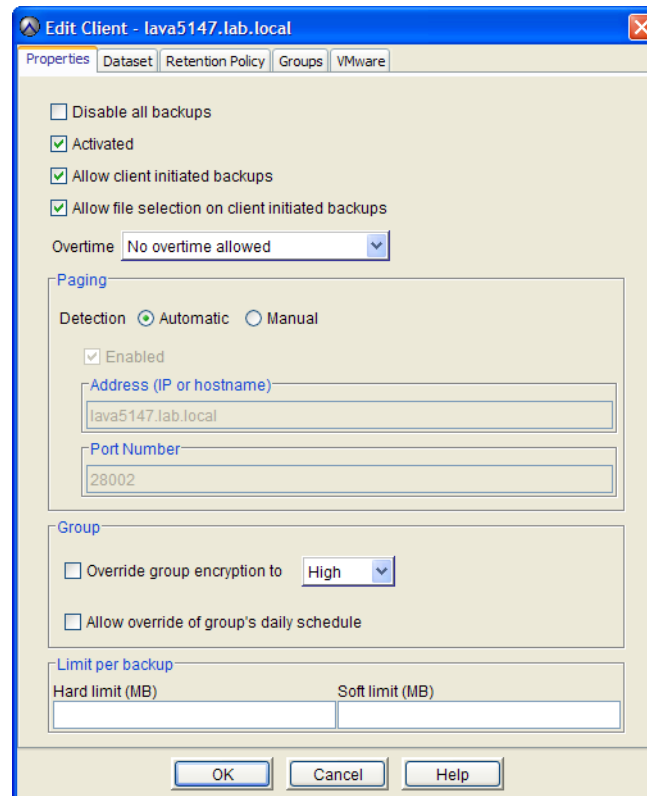 Edit Client - lava5147.lab.local
Properties Dataset Retention Policy Groups VMware
Disable all backups
Activated
Allow client initiated backups
Allow file selection on client initiated backups
Overtime No overtime allowed
Paging
Detection Automatic Manual
Enabled
Address (IP or hostname)
lava5147.lab.local
Port Number
28002
Group
Override group encryption to High
Allow override of group's daily schedule
Limit per backup
Hard limit (MB) Soft limit (MB)
OK Cancel Help